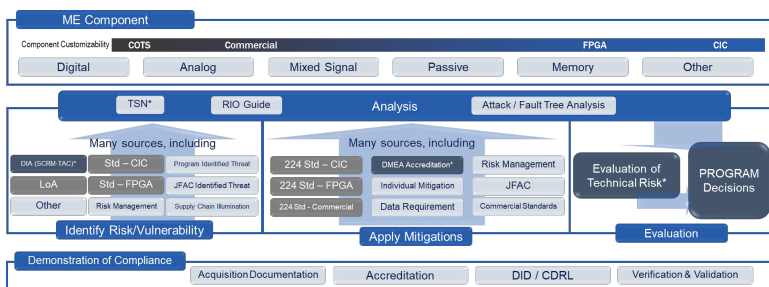 ME Component
Component Customizability COTS Commercial FPGA CIC
Digital Analog Mixed Signal Passive Memory Other
TSN* RIO Guide Analysis Attack / Fault Tree Analysis
Many sources, including
DIA (SCRM-TAC)* Std – CIC Program Identified Threat
LoA Std – FPGA JFAC Identified Threat
Other Risk Management Supply Chain Illumination
Identify Risk/Vulnerability
Many sources, including
224 Std – CIC DMEA Accreditation* Risk Management
224 Std – FPGA Individual Mitigation JFAC
224 Std - Commercial Data Requirement Commercial Standards
Apply Mitigations
Evaluation of
Technical Risk*
PROGRAM
Decisions
Evaluation
Demonstration of Compliance
Acquisition Documentation Accreditation DID / CDRL Verification & Validation